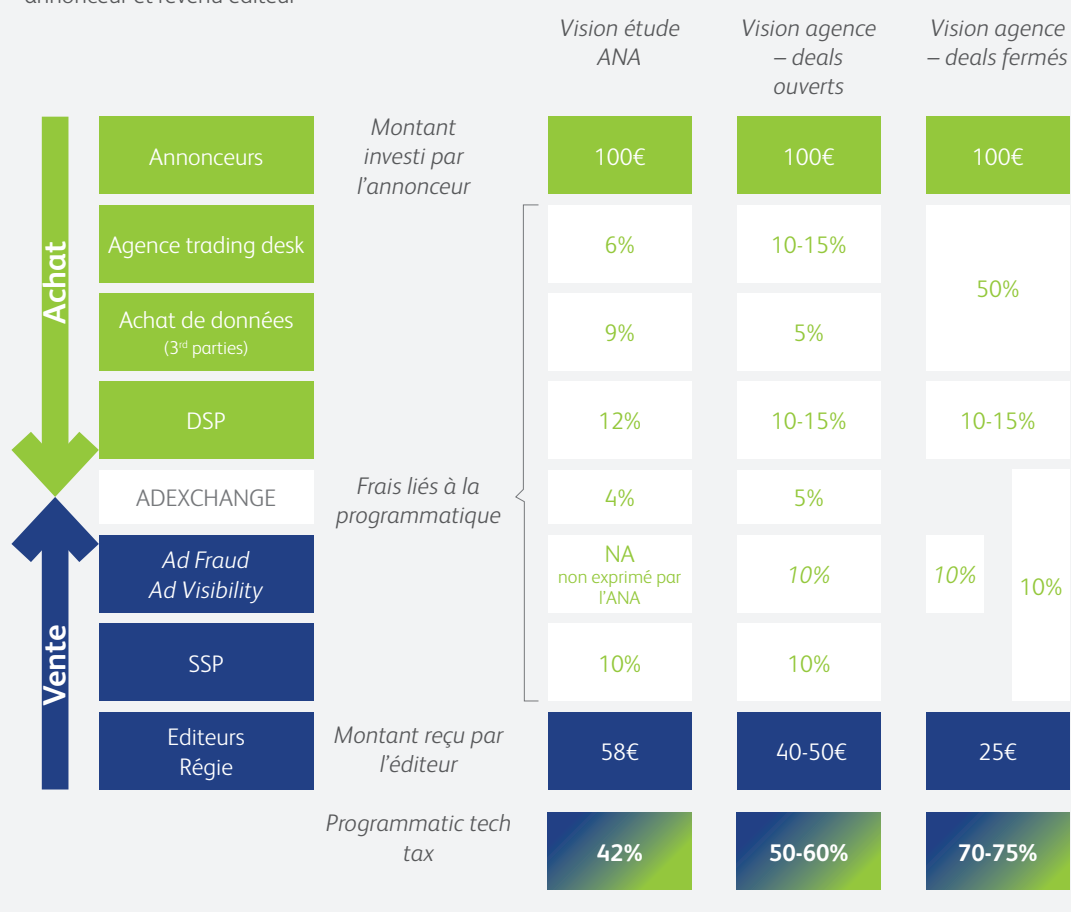 annonceur et revenu éditeur
Vision étude
ANA
Vision agence
– deals
ouverts
Vision agence
– deals fermés
Achat
Annonceurs
Montant
investi par
l’annonceur
100€
100€
100€
Agence trading desk
6%
10-15%
50%
Achat de données
(3rd parties)
9%
5%
DSP
12%
10-15%
10-15%
ADEXCHANGE
Frais liés à la
programmatique
4%
5%
Vente
Ad Fraud
Ad Visibility
NA
non exprimé par
l’ANA
10%
10%
10%
SSP
10%
10%
Editeurs
Régie
Montant reçu par
l’éditeur
58€
40-50€
25€
Programmatic tech
tax
42%
50-60%
70-75%